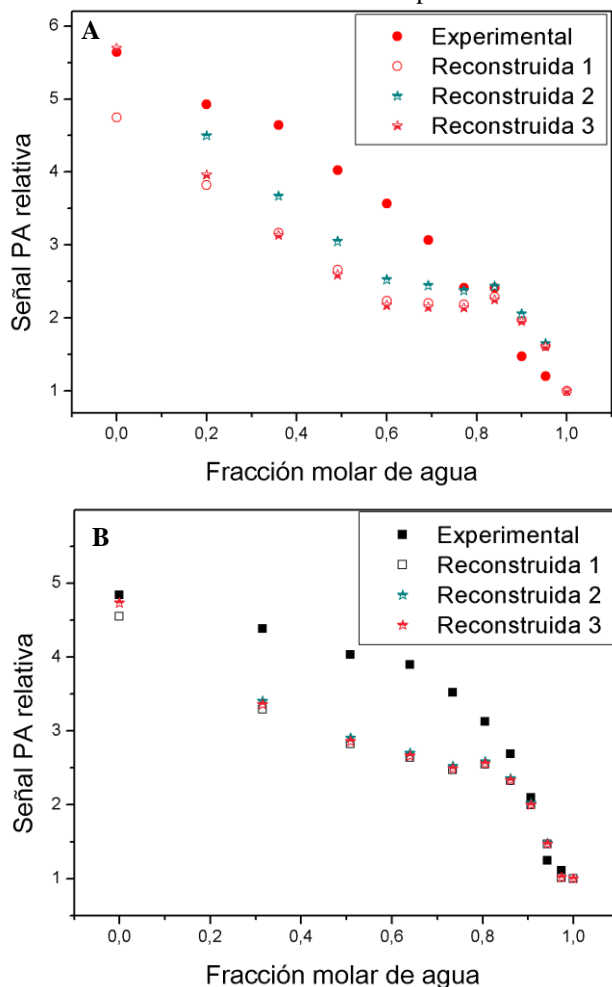 A
Experimental
Reconstruida 1
Reconstruida 2
Reconstruida 3
Señal PA relativa
6
5
4
3
2
1
0,0 0,2 0,4 0,6 0,8 1,0
Fracción molar de agua
B
Experimental
Reconstruida 1
Reconstruida 2
Reconstruida 3
Señal PA relativa
5
4
3
2
1
0,0 0,2 0,4 0,6 0,8 1,0
Fracción molar de agua